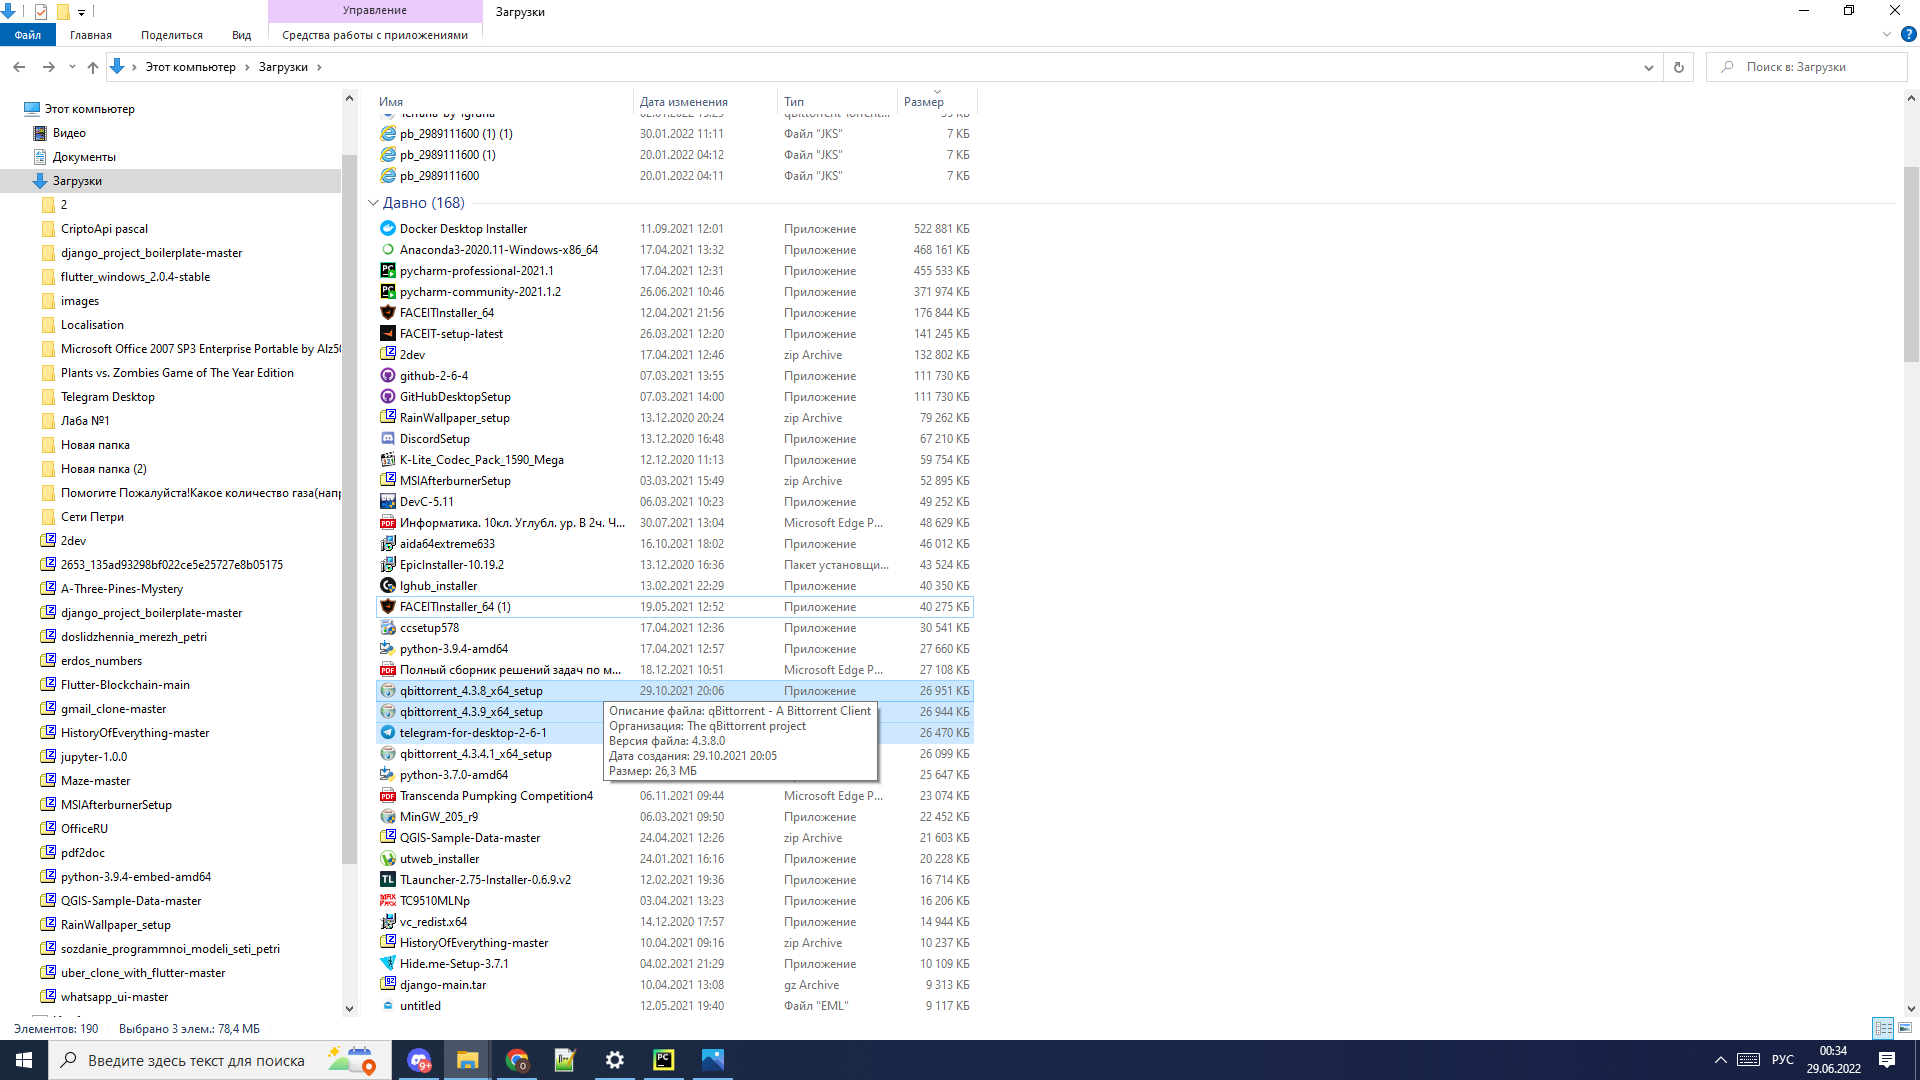 Управление
Загрузки
Файл
Главная
Поделиться
Вид
Средства работы с приложениями
Этот компьютер
Загрузки
Поиск в: Загрузки
Этот компьютер
Видео
Документы
Загрузки
2
CriptoApi pascal
django_project_boilerplate-master
flutter_windows_2.0.4-stable
images
Localisation
Microsoft Office 2007 SP3 Enterprise Portable by Alz50
Plants vs. Zombies Game of The Year Edition
Telegram Desktop
Лаба №1
Новая папка
Новая папка (2)
Помогите Пожалуйста!Какое количество газа(напр
Сети Петри
2dev
2653_135ad93298bf022ce5e25727e8b05175
A-Three-Pines-Mystery
django_project_boilerplate-master
doslidzhennia_merezh_petri
erdos_numbers
Flutter-Blockchain-main
gmail_clone-master
HistoryOfEverything-master
jupyter-1.0.0
Maze-master
MSIAfterburnerSetup
OfficeRU
pdf2doc
python-3.9.4-embed-amd64
QGIS-Sample-Data-master
RainWallpaper_setup
sozdanie_programmnoi_modeli_seti_petri
uber_clone_with_flutter-master
whatsapp_ui-master
Имя Дата изменения Тип Размер
pb_2989111600 (1) (1) 30.01.2022 11:11 Файл "JKS" 7 КБ
pb_2989111600 (1) 20.01.2022 04:12 Файл "JKS" 7 КБ
pb_2989111600 20.01.2022 04:11 Файл "JKS" 7 КБ
Давно (168)
Docker Desktop Installer 11.09.2021 12:01 Приложение 522 881 КБ
Anaconda3-2020.11-Windows-x86_64 17.04.2021 13:32 Приложение 468 161 КБ
pycharm-professional-2021.1 17.04.2021 12:31 Приложение 455 533 КБ
pycharm-community-2021.1.2 26.06.2021 10:46 Приложение 371 974 КБ
FACEITInstaller_64 12.04.2021 21:56 Приложение 176 844 КБ
FACEIT-setup-latest 26.03.2021 12:20 Приложение 141 245 КБ
2dev 17.04.2021 12:46 zip Archive 132 802 КБ
github-2-6-4 07.03.2021 13:55 Приложение 111 730 КБ
GitHubDesktopSetup 07.03.2021 14:00 Приложение 111 730 КБ
RainWallpaper_setup 13.12.2020 20:24 zip Archive 79 262 КБ
DiscordSetup 13.12.2020 16:48 Приложение 67 210 КБ
K-Lite_Codec_Pack_1590_Mega 12.12.2020 11:13 Приложение 59 754 КБ
MSIAfterburnerSetup 03.03.2021 15:49 zip Archive 52 895 КБ
DevC-5.11 06.03.2021 10:23 Приложение 49 252 КБ
Информатика. 10кл. Углубл. ур. В 2ч. Ч... 30.07.2021 13:04 Microsoft Edge P... 48 629 КБ
aida64extreme633 16.10.2021 18:02 Приложение 46 012 КБ
EpicInstaller-10.19.2 13.12.2020 16:36 Пакет установщи... 43 524 КБ
lghub_installer 13.02.2021 22:29 Приложение 40 350 КБ
FACEITInstaller_64 (1) 19.05.2021 12:52 Приложение 40 275 КБ
ccsetup578 17.04.2021 12:36 Приложение 30 541 КБ
python-3.9.4-amd64 17.04.2021 12:57 Приложение 27 660 КБ
Полный сборник решений задач по м... 18.12.2021 10:51 Microsoft Edge P... 27 108 КБ
qbittorrent_4.3.8_x64_setup 29.10.2021 20:06 Приложение 26 951 КБ
qbittorrent_4.3.9_x64_setup 26 944 КБ
telegram-for-desktop-2-6-1 26 470 КБ
qbittorrent_4.3.4.1_x64_setup 26 099 КБ
python-3.7.0-amd64 25 647 КБ
Описание файла: qBittorrent - A Bittorrent Client
Организация: The qBittorrent project
Версия файла: 4.3.8.0
Дата создания: 29.10.2021 20:05
Размер: 26,3 МБ
Transcenda Pumpking Competition4 06.11.2021 09:44 Microsoft Edge P... 23 074 КБ
MinGW_205_r9 06.03.2021 09:50 Приложение 22 452 КБ
QGIS-Sample-Data-master 24.04.2021 12:26 zip Archive 21 603 КБ
utweb_installer 24.01.2021 16:16 Приложение 20 228 КБ
TLauncher-2.75-Installer-0.6.9.v2 12.02.2021 19:36 Приложение 16 714 КБ
TC9510MLNp 03.04.2021 13:23 Приложение 16 206 КБ
vc_redist.x64 14.12.2020 17:57 Приложение 14 944 КБ
HistoryOfEverything-master 10.04.2021 09:16 zip Archive 10 237 КБ
Hide.me-Setup-3.7.1 04.02.2021 21:29 Приложение 10 109 КБ
django-main.tar 10.04.2021 13:08 gz Archive 9 313 КБ
untitled 12.05.2021 19:40 Файл "EML" 9 117 КБ
Элементов: 190 Выбрано 3 элем.: 78,4 МБ
Введите здесь текст для поиска
РУС
00:34
29.06.2022